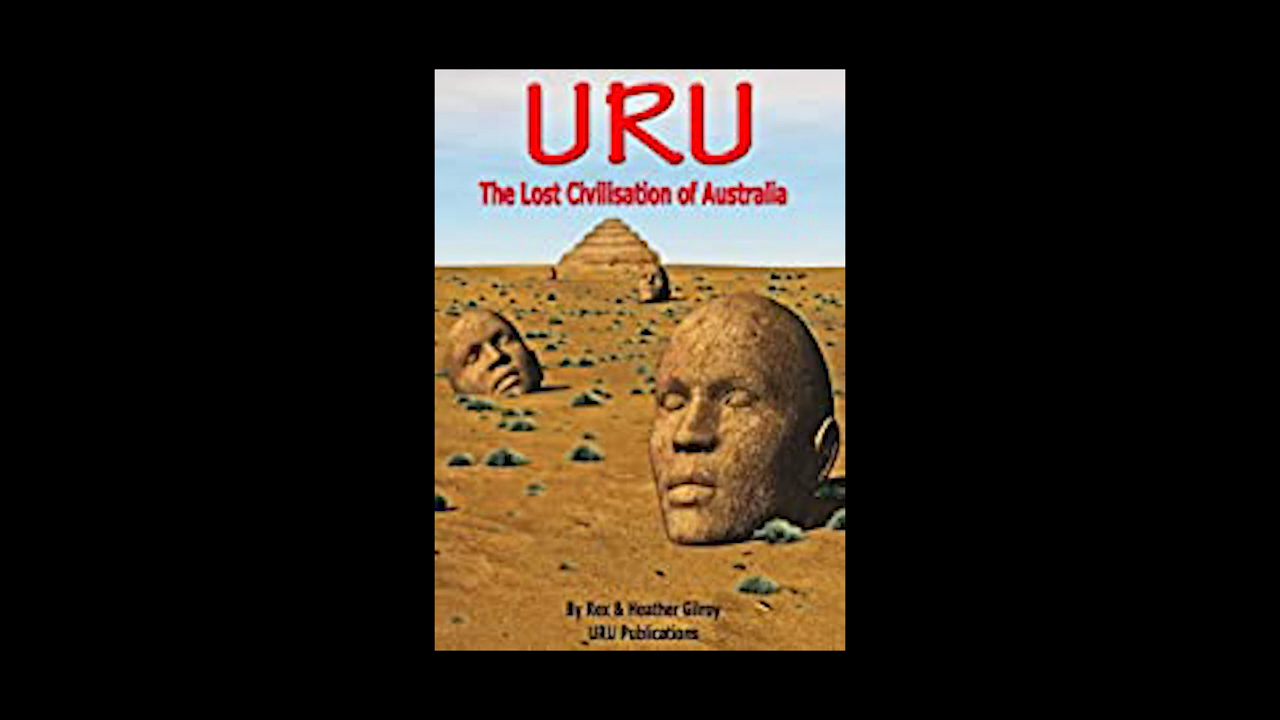 URU
The Lost Civilisation of Australia
By Rex & Heather Gilroy
URU Publications